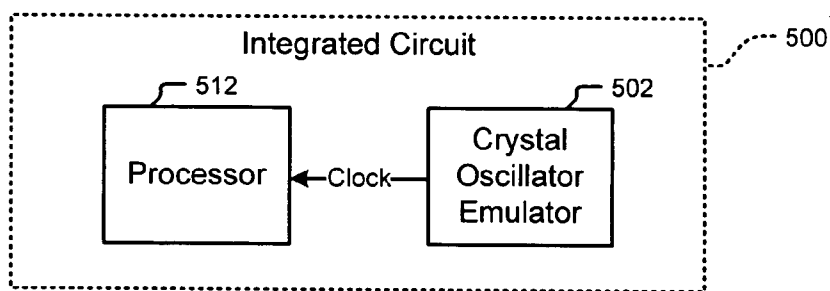 Integrated Circuit
500
512
502
Processor
Clock
Crystal
Oscillator
Emulator